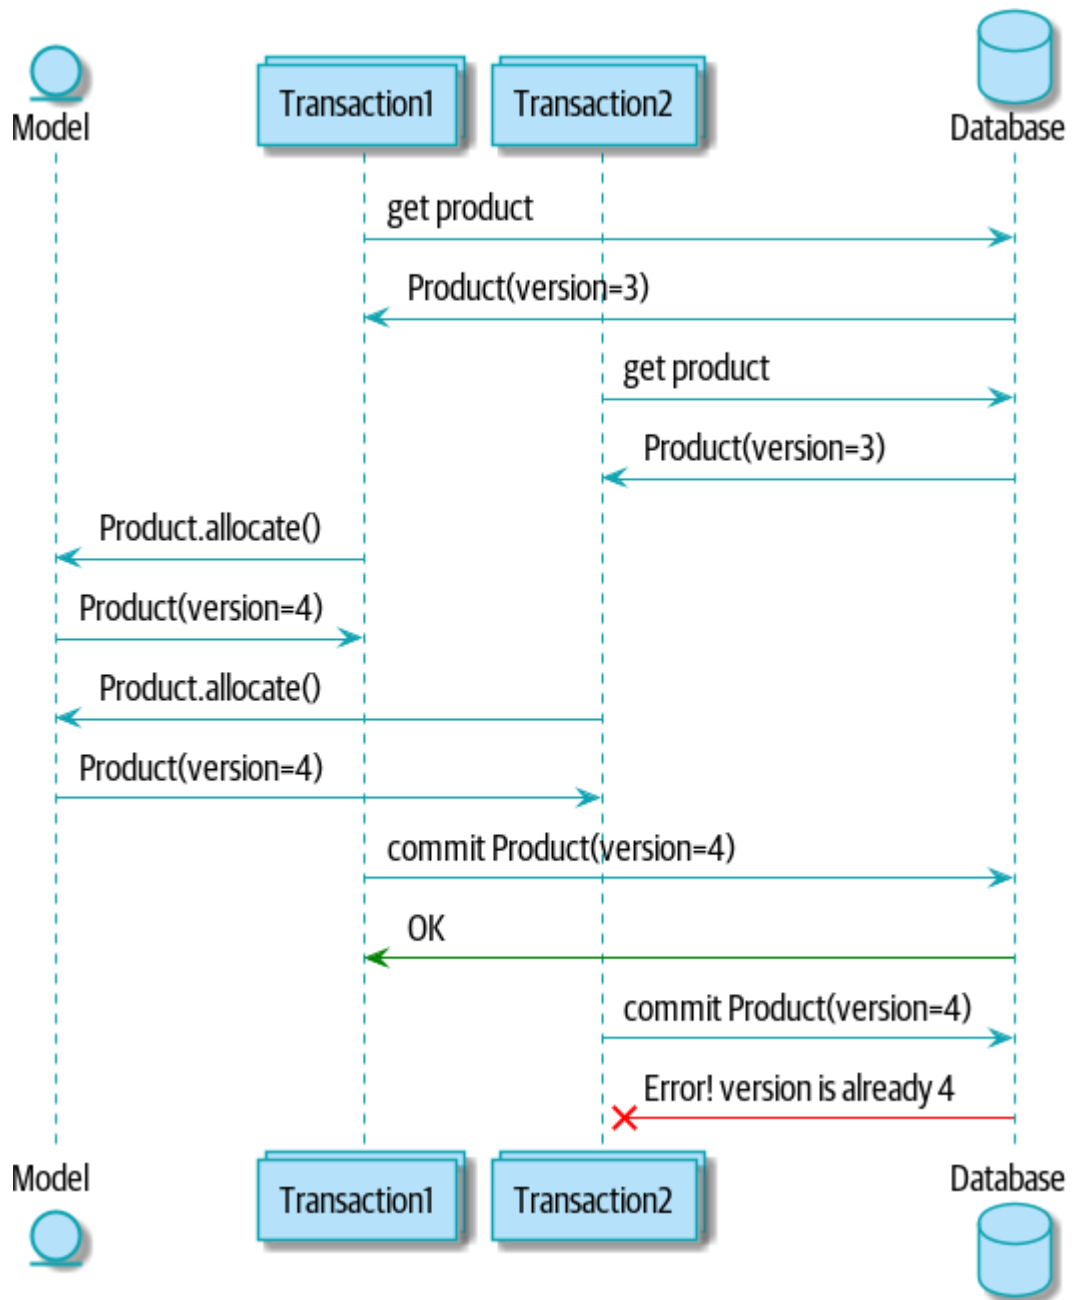 Model
Transaction1
Transaction2
Database
get product
Product(version=3)
get product
Product(version=3)
Product.allocate()
Product(version=4)
Product.allocate()
Product(version=4)
commit Product(version=4)
OK
commit Product(version=4)
Error! version is already 4
Model
Transaction1
Transaction2
Database